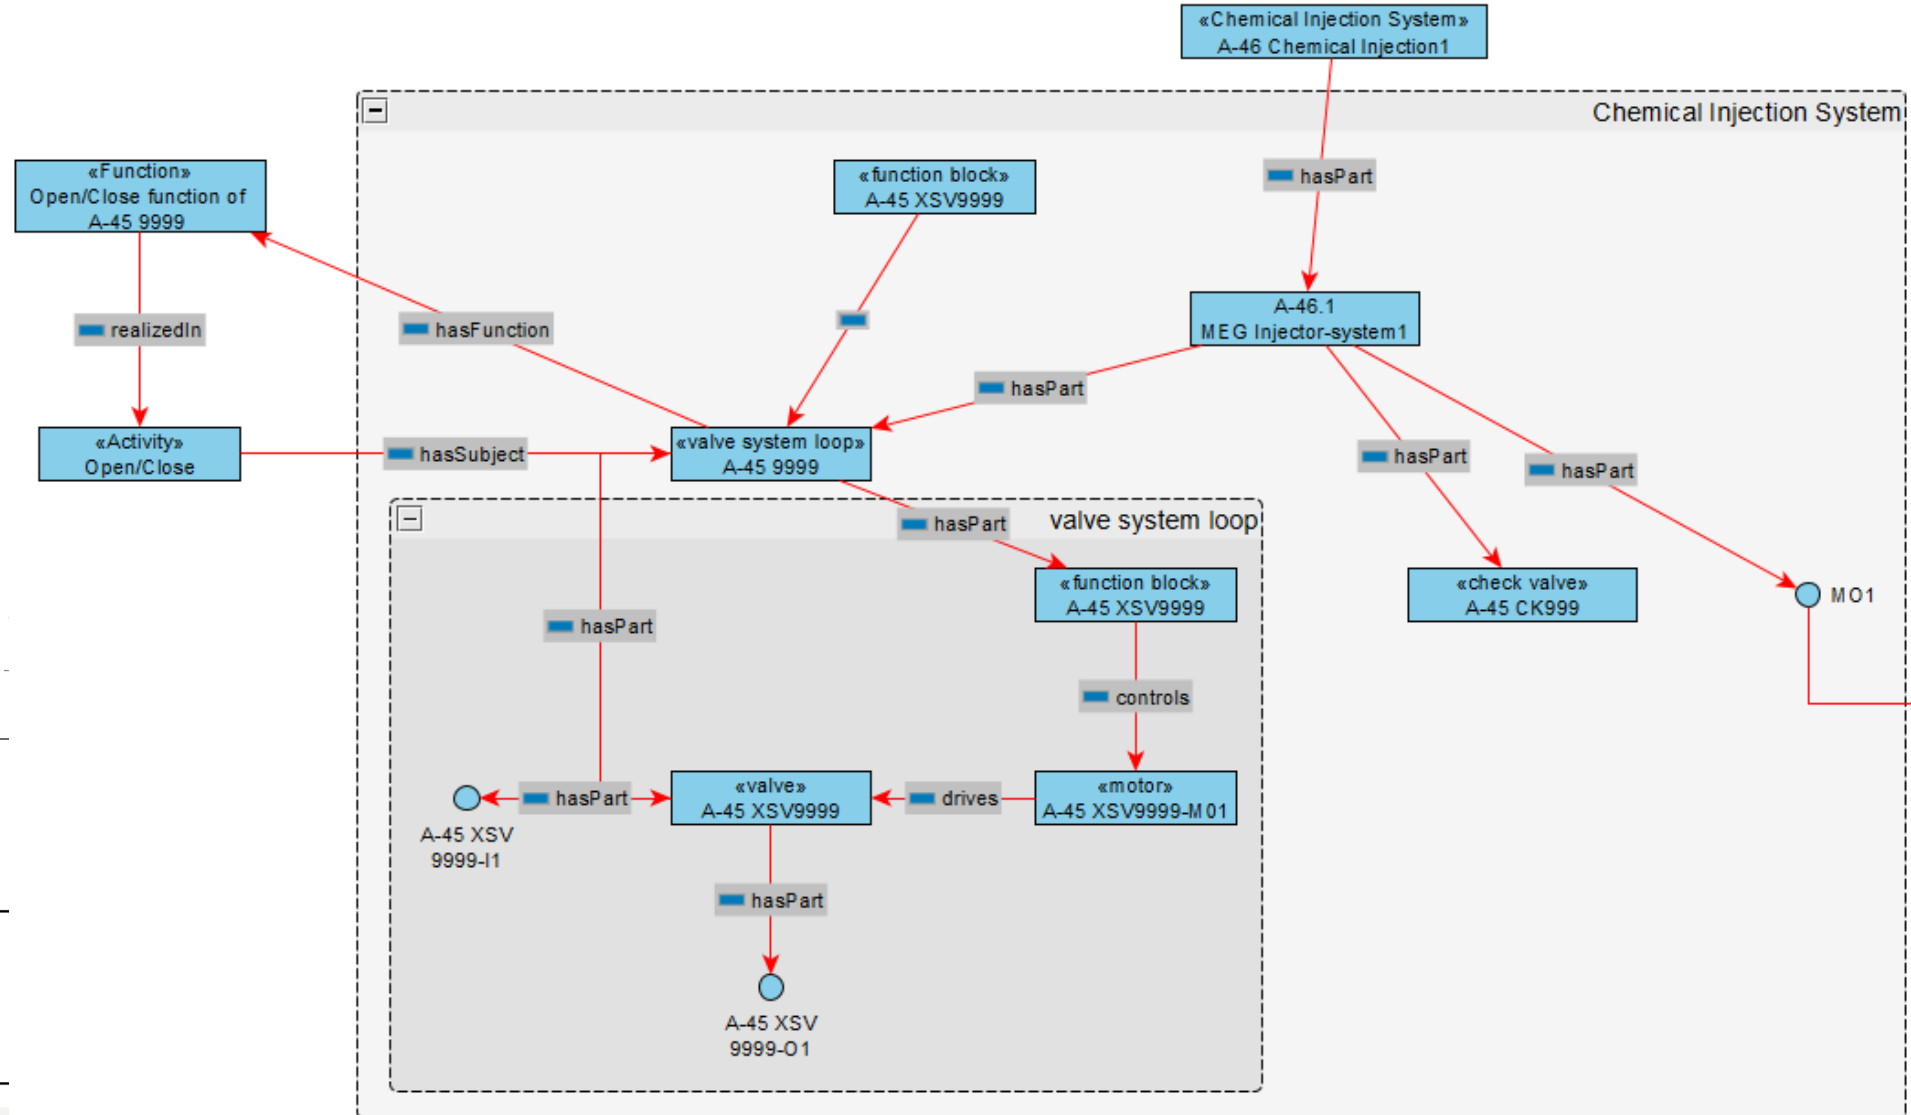 «Chemical Injection System»
A-46 Chemical Injection1
Chemical Injection System
«Function»
Open/Close function of
A-45 9999
«function block»
A-45 XSV9999
hasPart
A-46.1
MEG Injector-system1
realizedIn
hasFunction
hasPart
«Activity»
Open/Close
hasSubject
«valve system loop»
A-45 9999
hasPart
hasPart
valve system loop
hasPart
«function block»
A-45 XSV9999
«check valve»
A-45 CK999
MO1
hasPart
controls
hasPart
«valve»
A-45 XSV9999
drives
«motor»
A-45 XSV9999-M01
A-45 XSV
9999-I1
hasPart
A-45 XSV
9999-O1